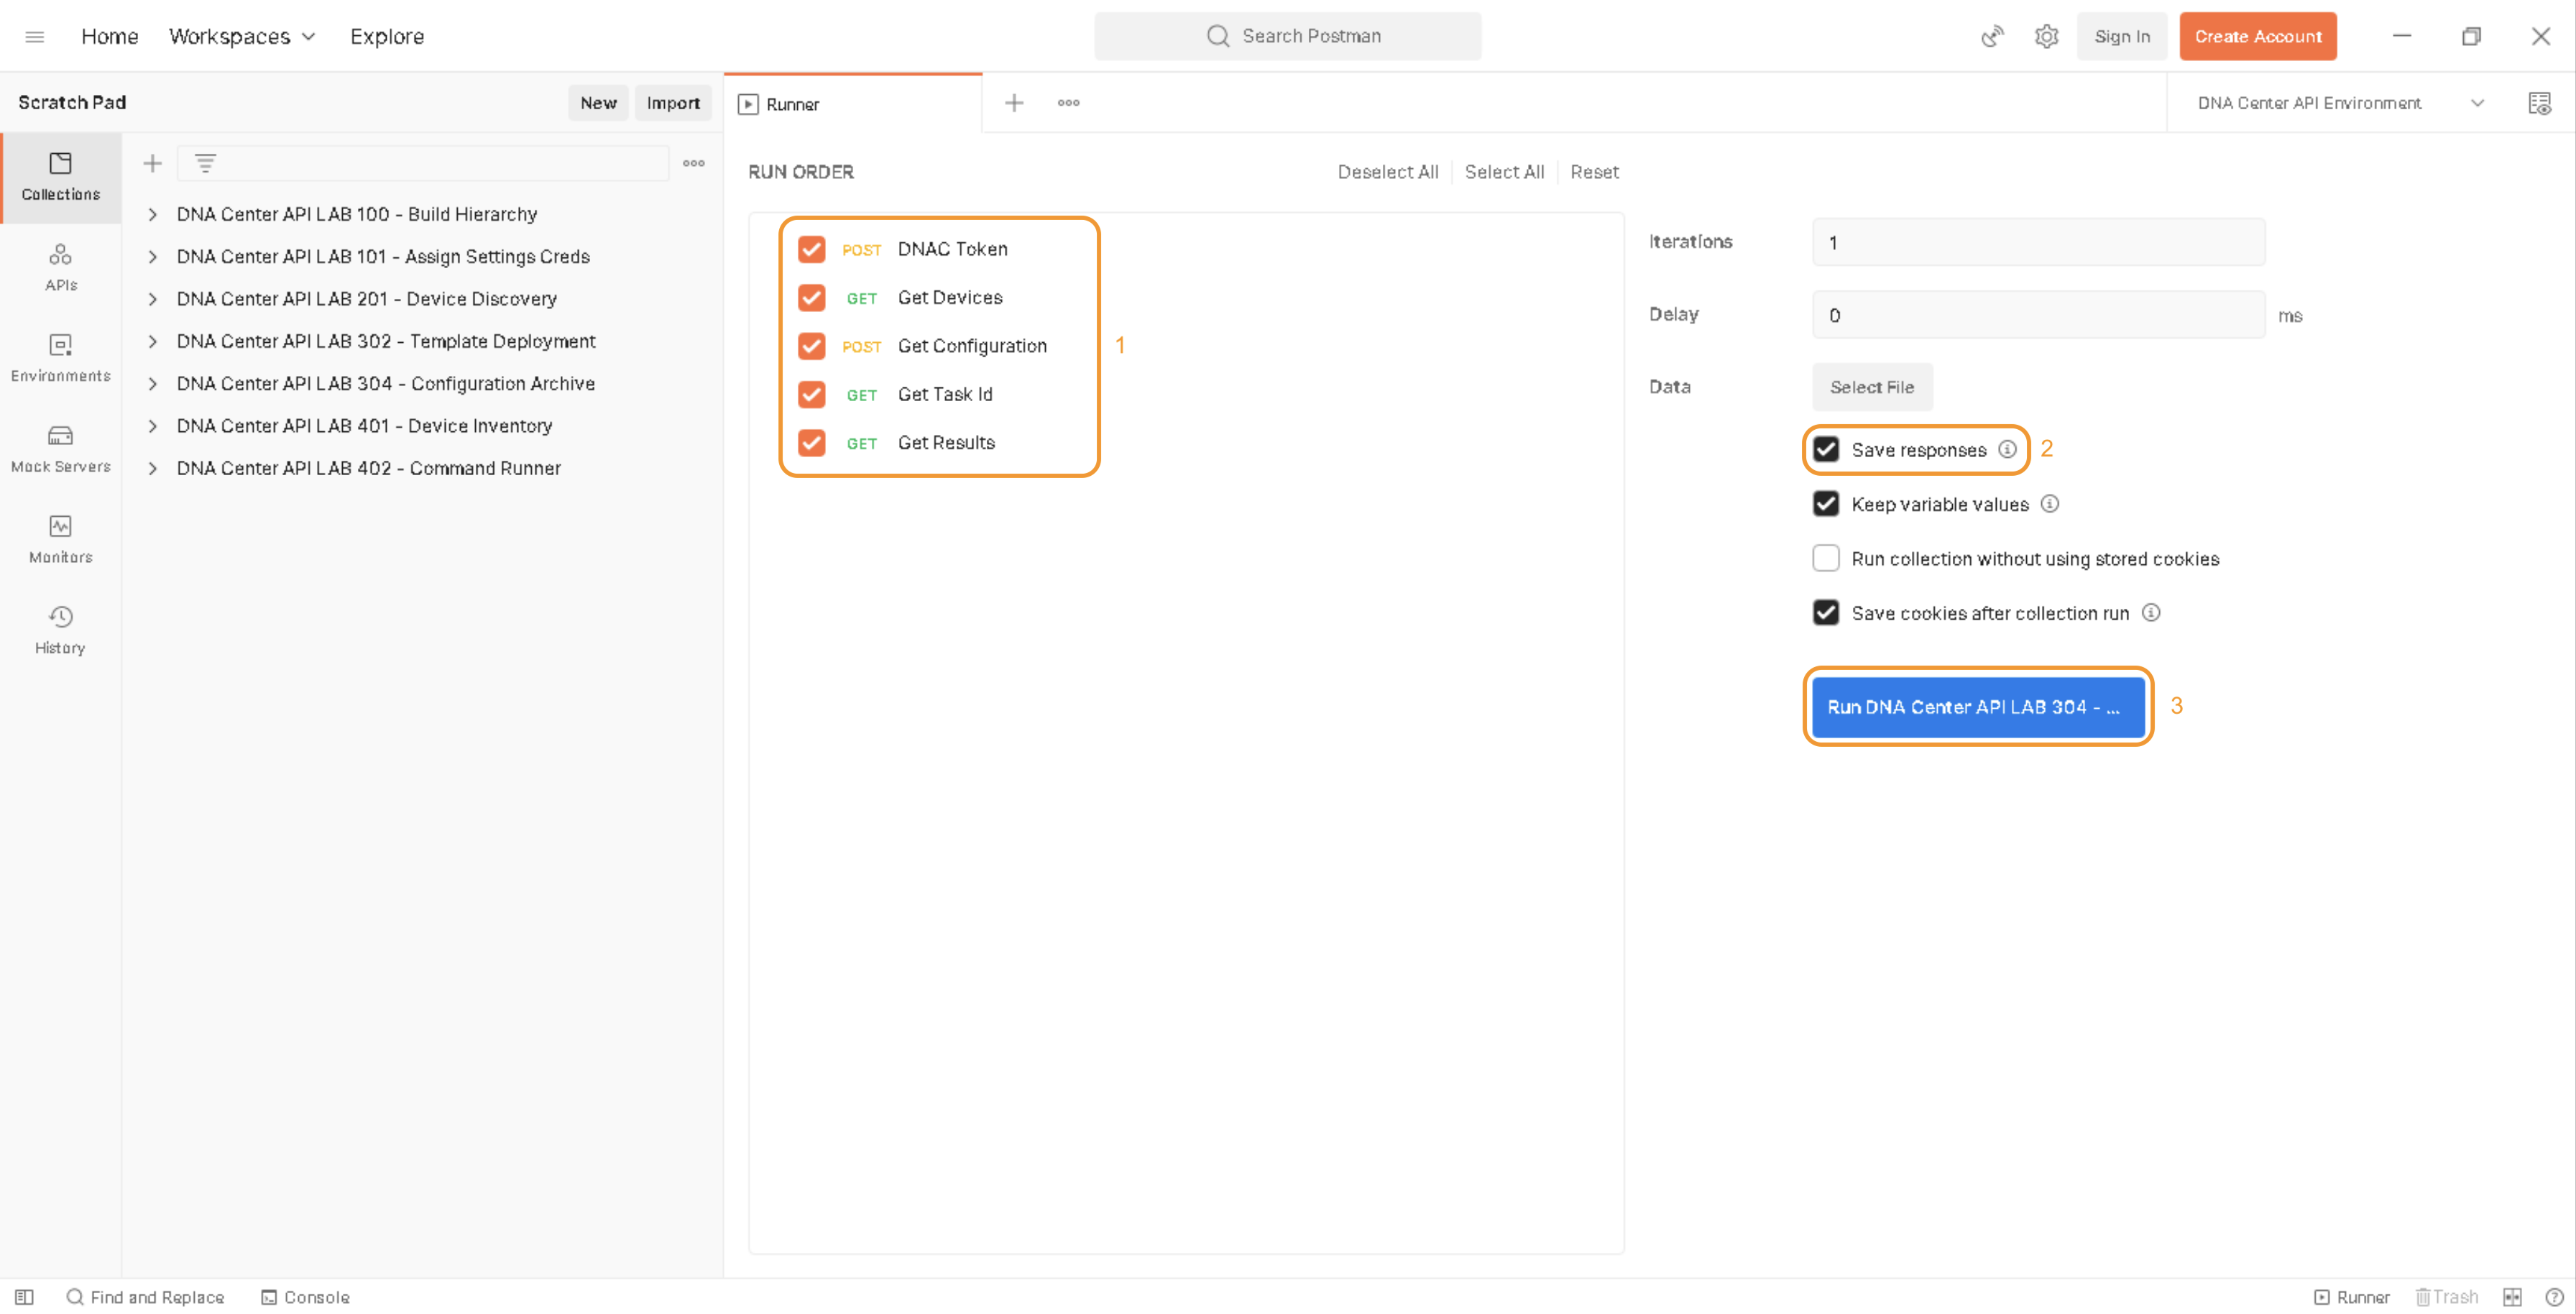 Home Workspaces Explore Search Postman Sign In Create Account
Scratch Pad New Import Runner DNA Center API Environment
Collections
APIs
Environments
Mock Servers
Monitors
History
DNA Center API LAB 100 - Build Hierarchy
DNA Center API LAB 101 - Assign Settings Creds
DNA Center API LAB 201 - Device Discovery
DNA Center API LAB 302 - Template Deployment
DNA Center API LAB 304 - Configuration Archive
DNA Center API LAB 401 - Device Inventory
DNA Center API LAB 402 - Command Runner
RUN ORDER Deselect All Select All Reset
POST DNAC Token
GET Get Devices
POST Get Configuration 1
GET Get Task Id
GET Get Results
Iterations 1
Delay 0 ms
Data Select File
Save responses 2
Keep variable values
Run collection without using stored cookies
Save cookies after collection run
Run DNA Center API LAB 304 - ... 3
Find and Replace Console Runner Trash